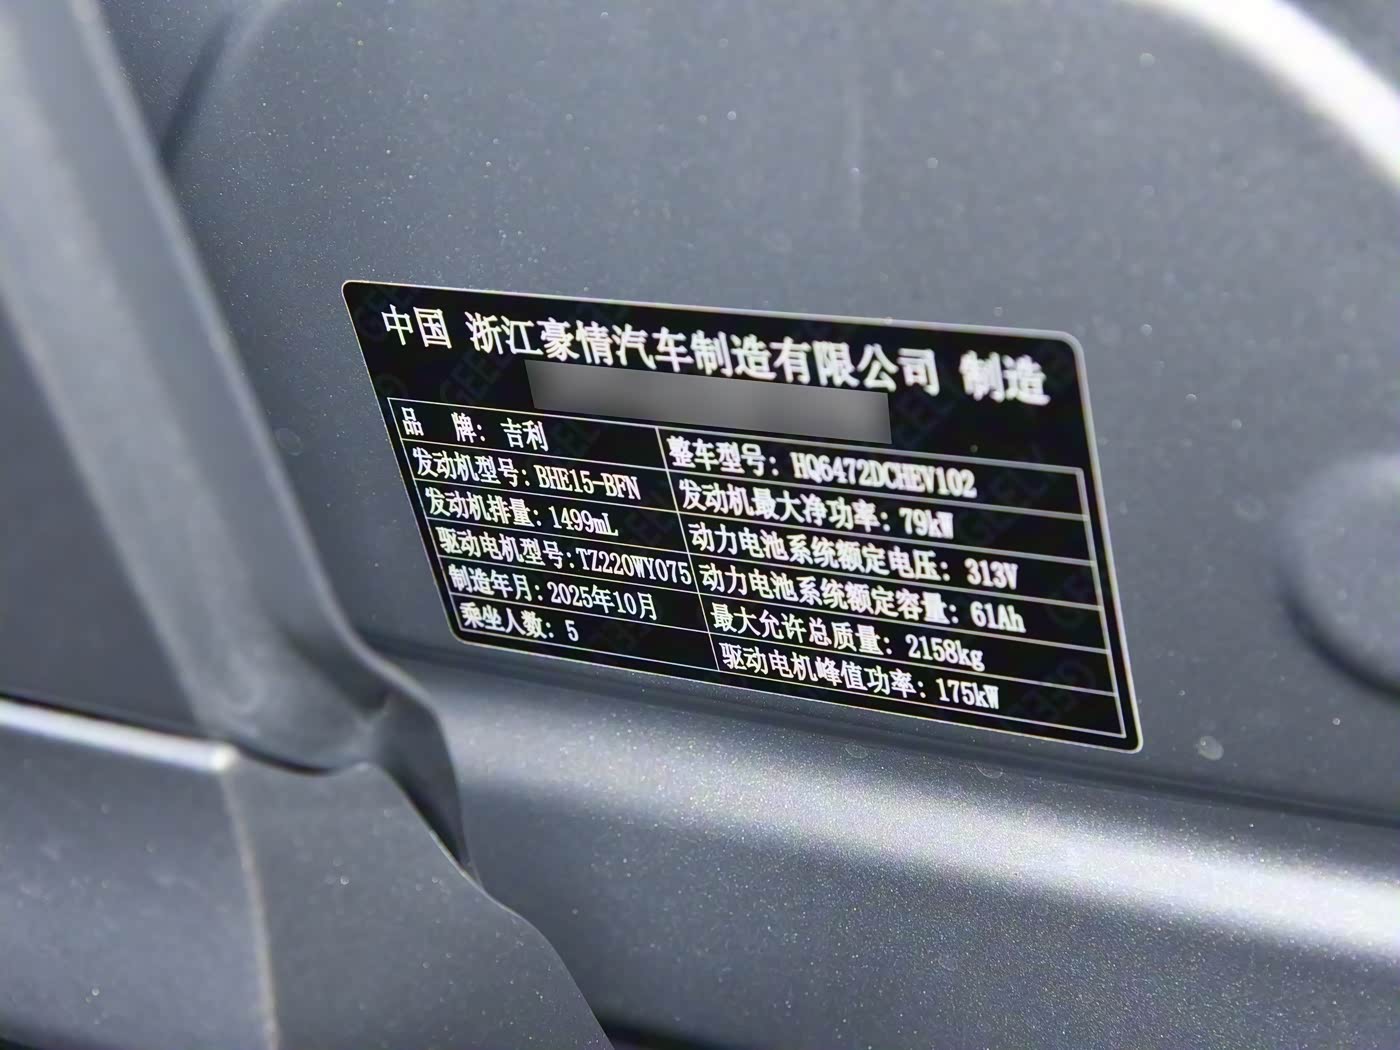 中国 浙江豪情汽车制造有限公司 制造
品 牌：吉利
整车型号：HQ6472DCHEV102
发动机型号：BHE15-BFN
发动机最大净功率：79kW
发动机排量：1499mL
动力电池系统额定电压：313V
驱动电机型号：TZ220WY075
动力电池系统额定容量：61Ah
制造年月：2025年10月
最大允许总质量：2158kg
乘坐人数：5
驱动电机峰值功率：175kW